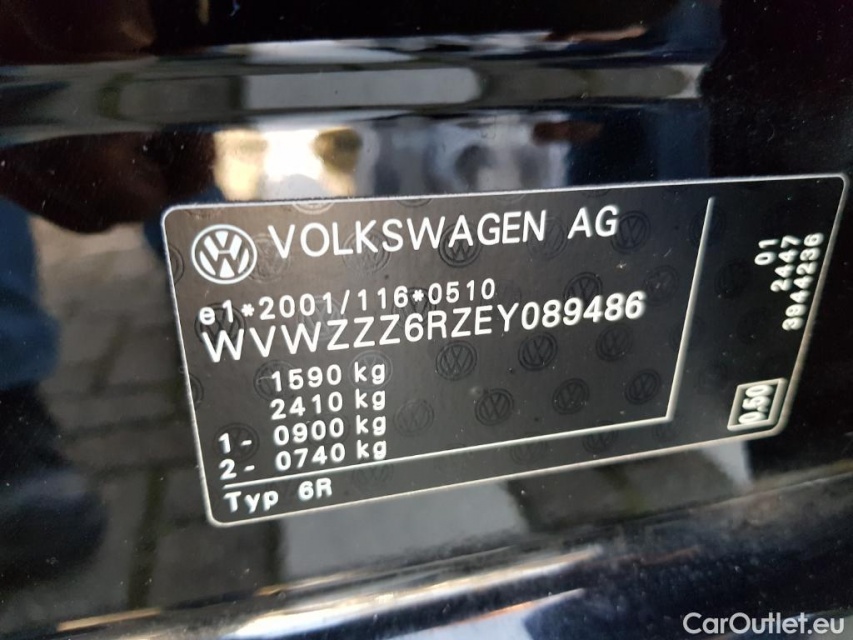 VOLKSWAGEN AG
e1*2001/116*0510
WVWZZZ6RZEY089486
1590 kg
2410 kg
1- 0900 kg
2- 0740 kg
Typ 6R
01
2447
3944236
0.50
CarOutlet.eu